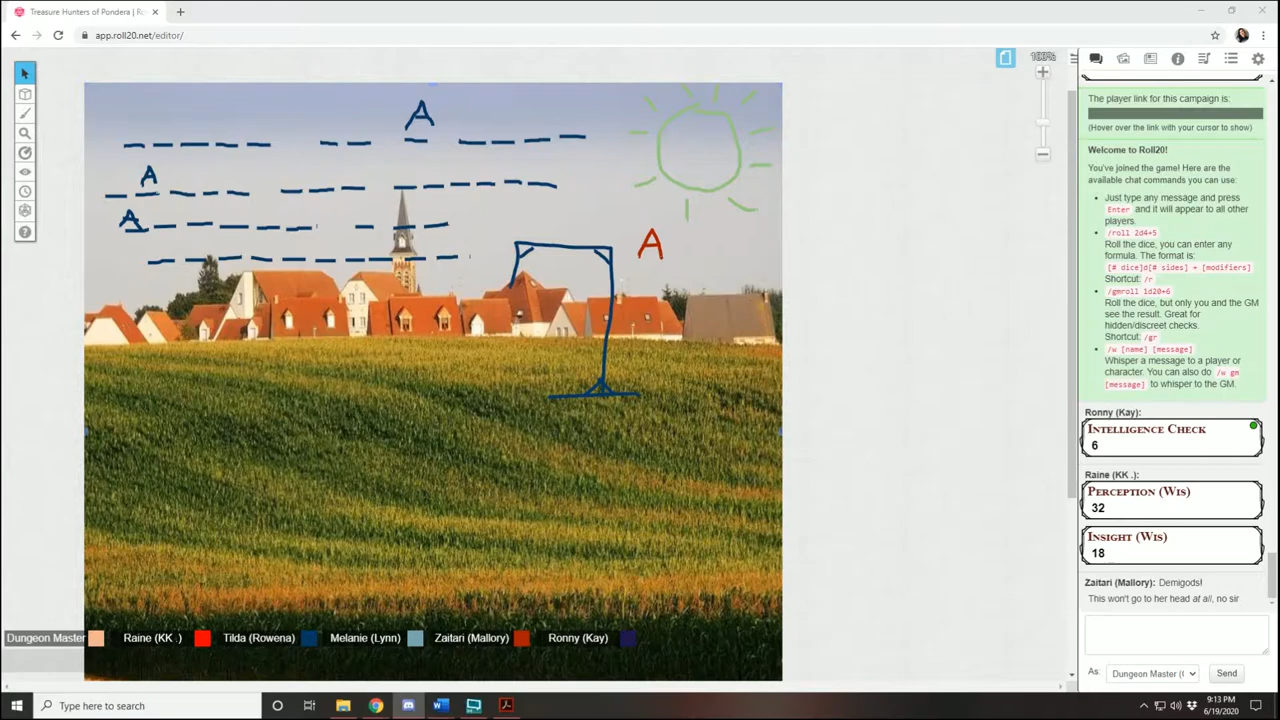 Treasure Hunters of Pondera | Ro
app.roll20.net/editor/
100%
A
A
A
A
The player link for this campaign is:
(Hover over the link with your cursor to show)
Welcome to Roll20!
You've joined the game! Here are the
available chat commands you can use:
Just type any message and press
Enter and it will appear to all other
players.
/roll 2d4+5
Roll the dice, you can enter any
formula. The format is:
[# dice]d[# sides] + [modifiers]
Shortcut: /r
/gmroll 1d20+6
Roll the dice, but only you and the GM
see the result. Great for
hidden/discreet checks.
Shortcut: /gr
/w [name] [message]
Whisper a message to a player or
character. You can also do /w gm
[message] to whisper to the GM.
Ronny (Kay):
Intelligence Check
6
Raine (KK .):
Perception (Wis)
32
Insight (Wis)
18
Zaitari (Mallory): Demigods!
This won't go to her head at all, no sir
Dungeon Master
Raine (KK .)
Tilda (Rowena)
Melanie (Lynn)
Zaitari (Mallory)
Ronny (Kay)
As:
Dungeon Master (
Send
Type here to search
9:13 PM
6/19/2020